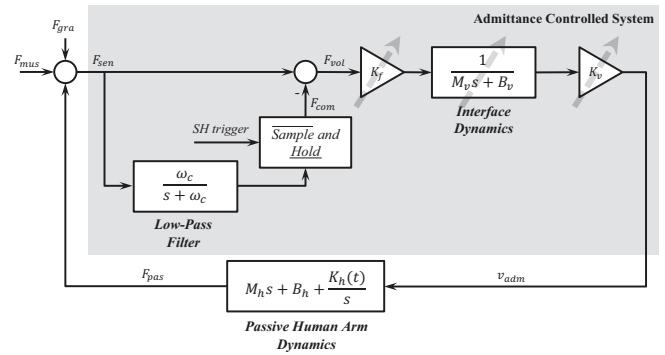 Admittance Controlled System
F_gra
F_mus
F_sen
F_vol
K_f
1
M_v s + B_v
K_v
-
F_com
Interface
Dynamics
SH trigger
Sample and
Hold
ω_c
s + ω_c
Low-Pass
Filter
F_pas
v_adm
M_h s + B_h + K_h(t)
s
Passive Human Arm
Dynamics